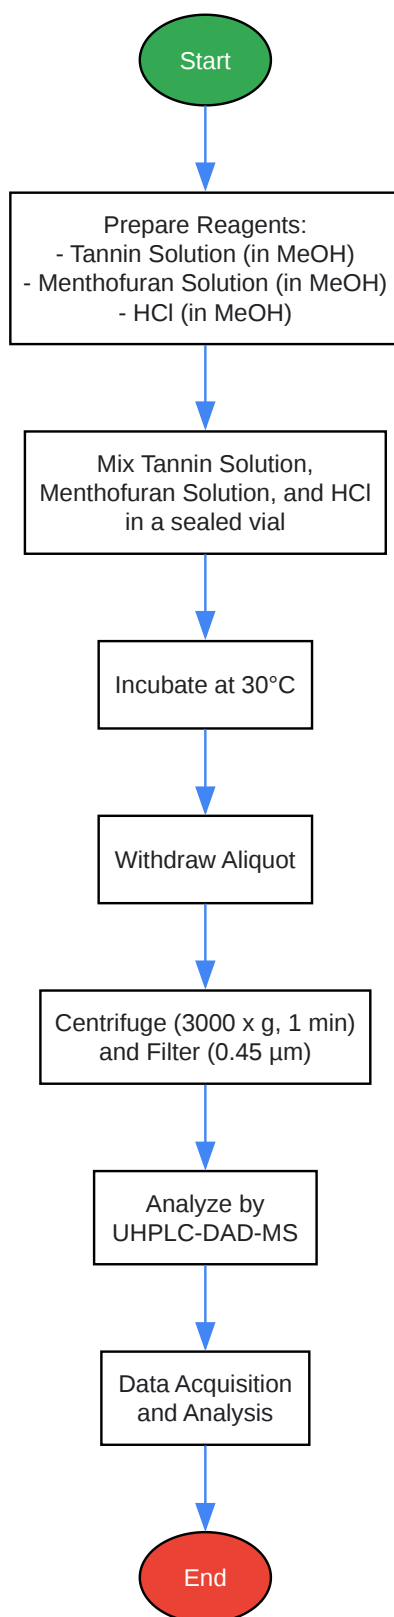 Start
Prepare Reagents:
- Tannin Solution (in MeOH)
- Menthofuran Solution (in MeOH)
- HCl (in MeOH)
Mix Tannin Solution,
Menthofuran Solution, and HCl
in a sealed vial
Incubate at 30°C
Withdraw Aliquot
Centrifuge (3000 x g, 1 min)
and Filter (0.45 µm)
Analyze by
UHPLC-DAD-MS
Data Acquisition
and Analysis
End